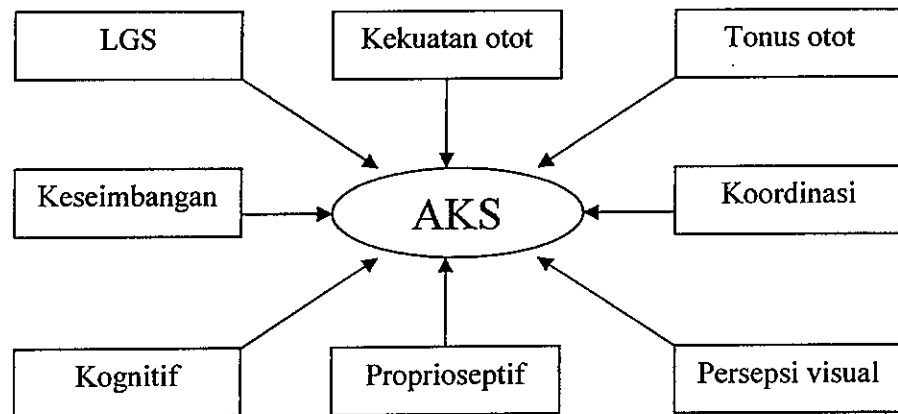 LGS
Kekuatan otot
Tonus otot
Keseimbangan
AKS
Koordinasi
Kognitif
Proprioseptif
Persepsi visual